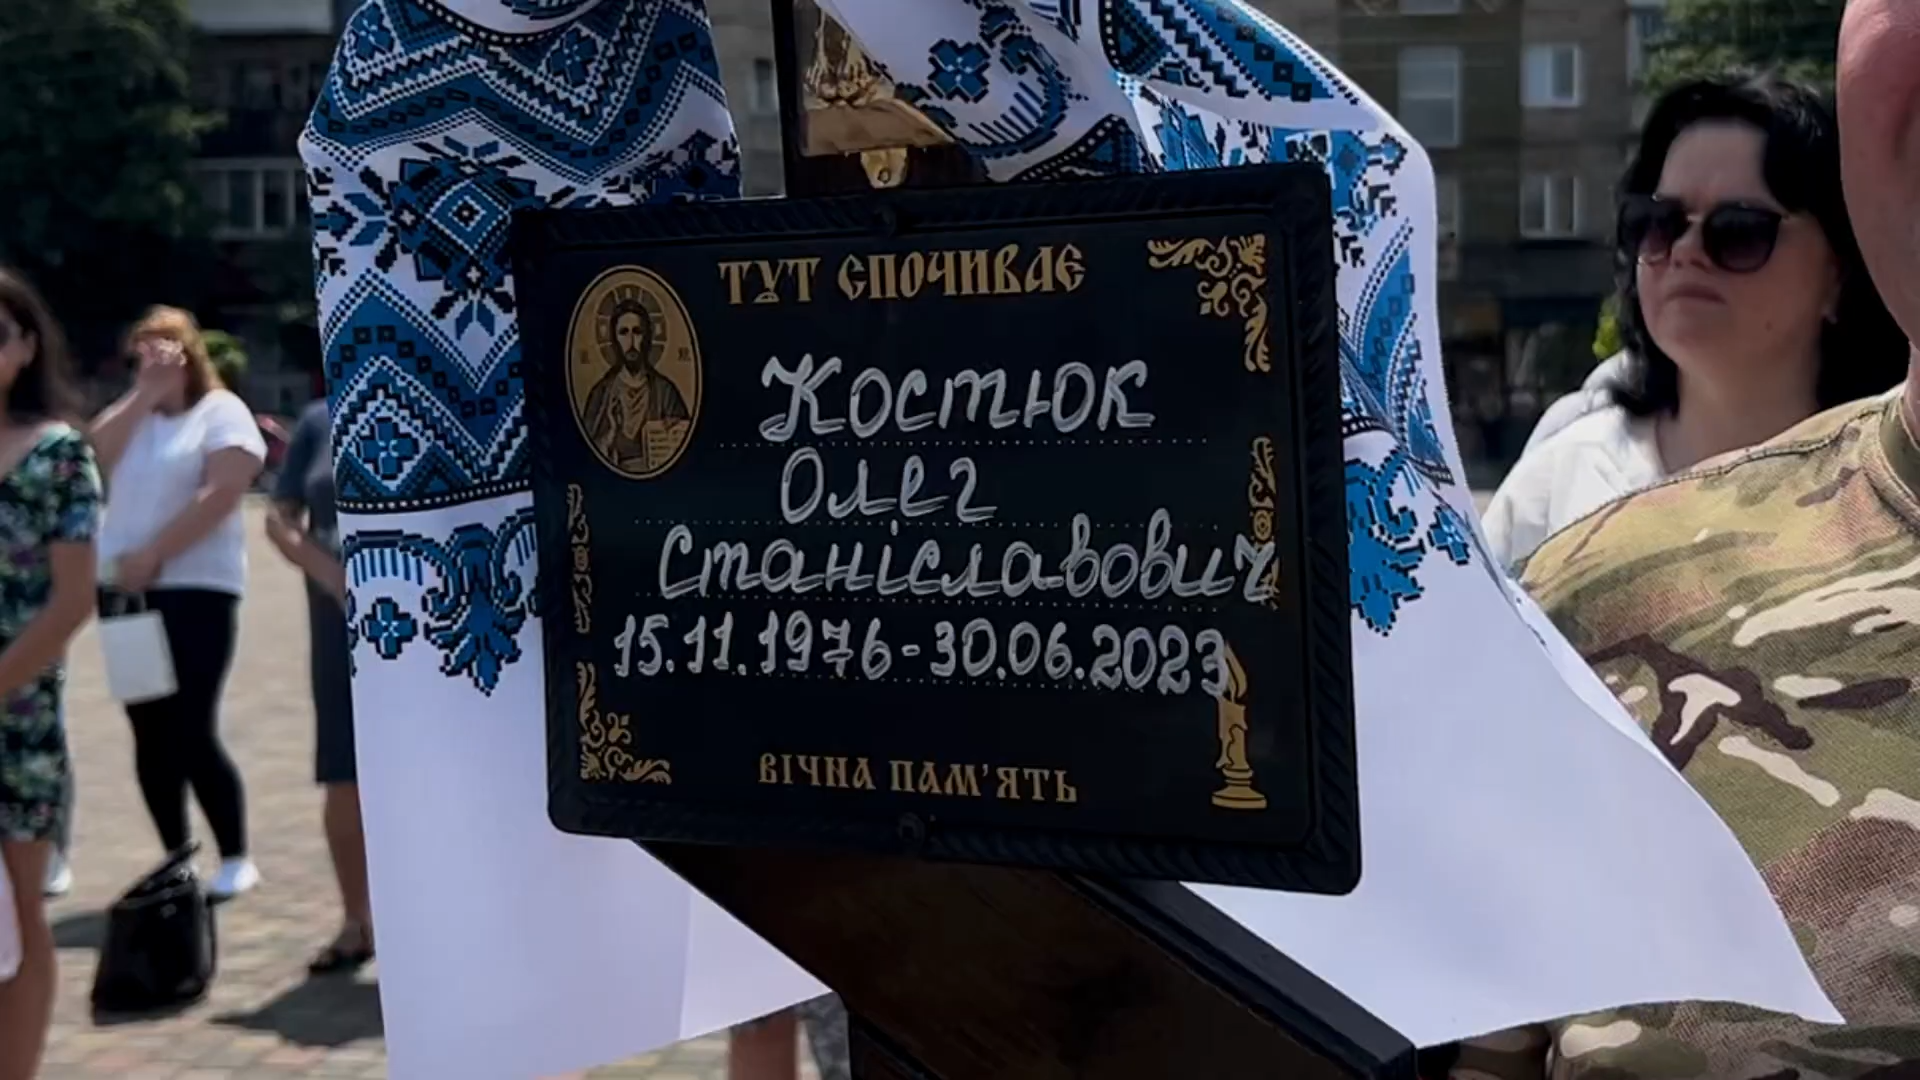 ТУТ СПОЧИВАЄ
Костюк
Олег
Станіславович
15.11.1976-30.06.2023
ВІЧНА ПАМ'ЯТЬ